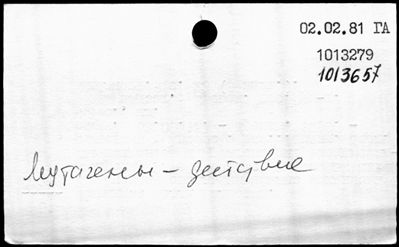 02.02.81 ГА
1013279
1013657
Мутагены – действие